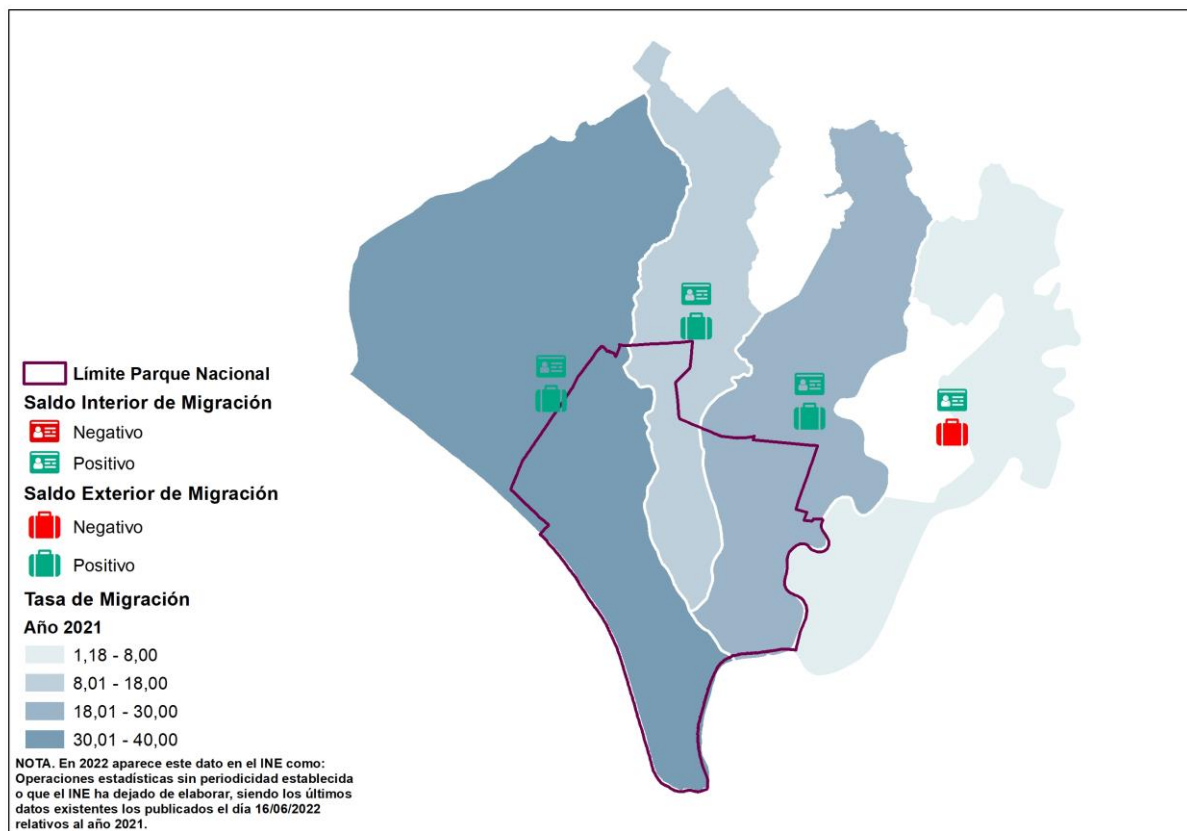 Límite Parque Nacional
Saldo Interior de Migración
Negativo
Positivo
Saldo Exterior de Migración
Negativo
Positivo
Tasa de Migración
Año 2021
1,18 - 8,00
8,01 - 18,00
18,01 - 30,00
30,01 - 40,00
NOTA. En 2022 aparece este dato en el INE como:
Operaciones estadísticas sin periodicidad establecida
o que el INE ha dejado de elaborar, siendo los últimos
datos existentes los publicados el día 16/06/2022
relativos al año 2021.